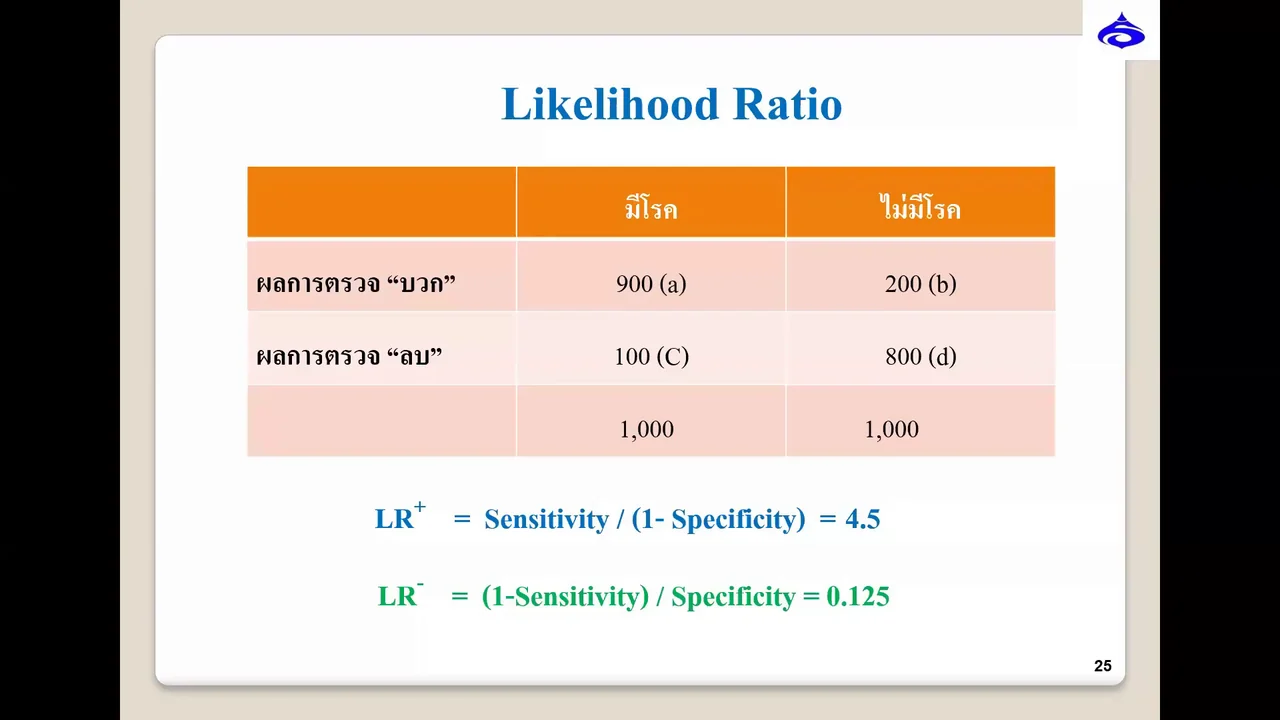 Likelihood Ratio
มีโรค ไม่มีโรค
ผลการตรวจ “บวก” 900 (a) 200 (b)
ผลการตรวจ “ลบ” 100 (C) 800 (d)
1,000 1,000
LR+ = Sensitivity / (1- Specificity) = 4.5
LR- = (1-Sensitivity) / Specificity = 0.125
25